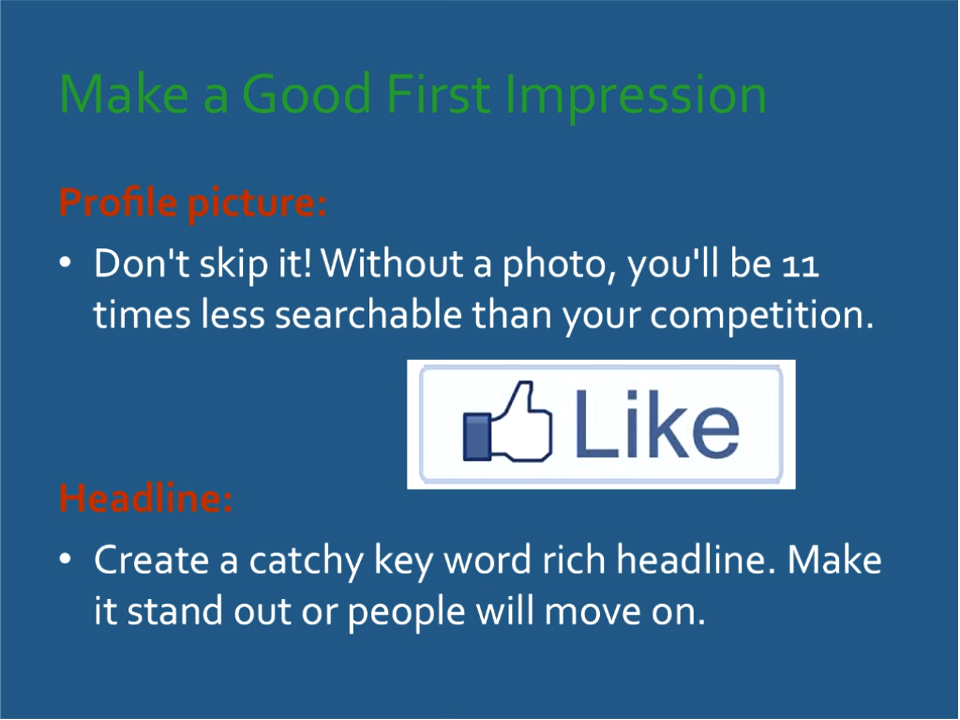 Make a Good First Impression
Profile picture:
• Don't skip it! Without a photo, you'll be 11
times less searchable than your competition.
Like
Headline:
• Create a catchy key word rich headline. Make
it stand out or people will move on.